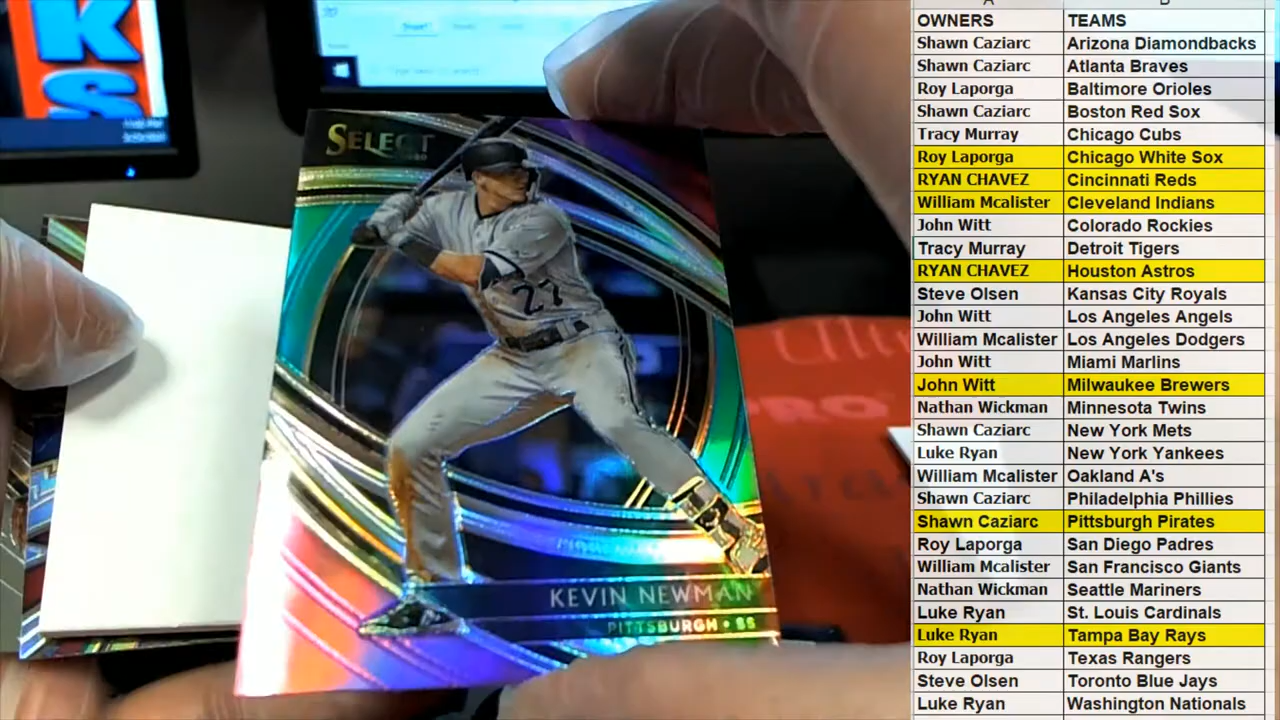 KS
SELECT
27
KEVIN NEWMAN
PITTSBURGH • SS
PRO
OWNERS TEAMS
Shawn Caziarc Arizona Diamondbacks
Shawn Caziarc Atlanta Braves
Roy Laporga Baltimore Orioles
Shawn Caziarc Boston Red Sox
Tracy Murray Chicago Cubs
Roy Laporga Chicago White Sox
RYAN CHAVEZ Cincinnati Reds
William Mcalister Cleveland Indians
John Witt Colorado Rockies
Tracy Murray Detroit Tigers
RYAN CHAVEZ Houston Astros
Steve Olsen Kansas City Royals
John Witt Los Angeles Angels
William Mcalister Los Angeles Dodgers
John Witt Miami Marlins
John Witt Milwaukee Brewers
Nathan Wickman Minnesota Twins
Shawn Caziarc New York Mets
Luke Ryan New York Yankees
William Mcalister Oakland A's
Shawn Caziarc Philadelphia Phillies
Shawn Caziarc Pittsburgh Pirates
Roy Laporga San Diego Padres
William Mcalister San Francisco Giants
Nathan Wickman Seattle Mariners
Luke Ryan St. Louis Cardinals
Luke Ryan Tampa Bay Rays
Roy Laporga Texas Rangers
Steve Olsen Toronto Blue Jays
Luke Ryan Washington Nationals